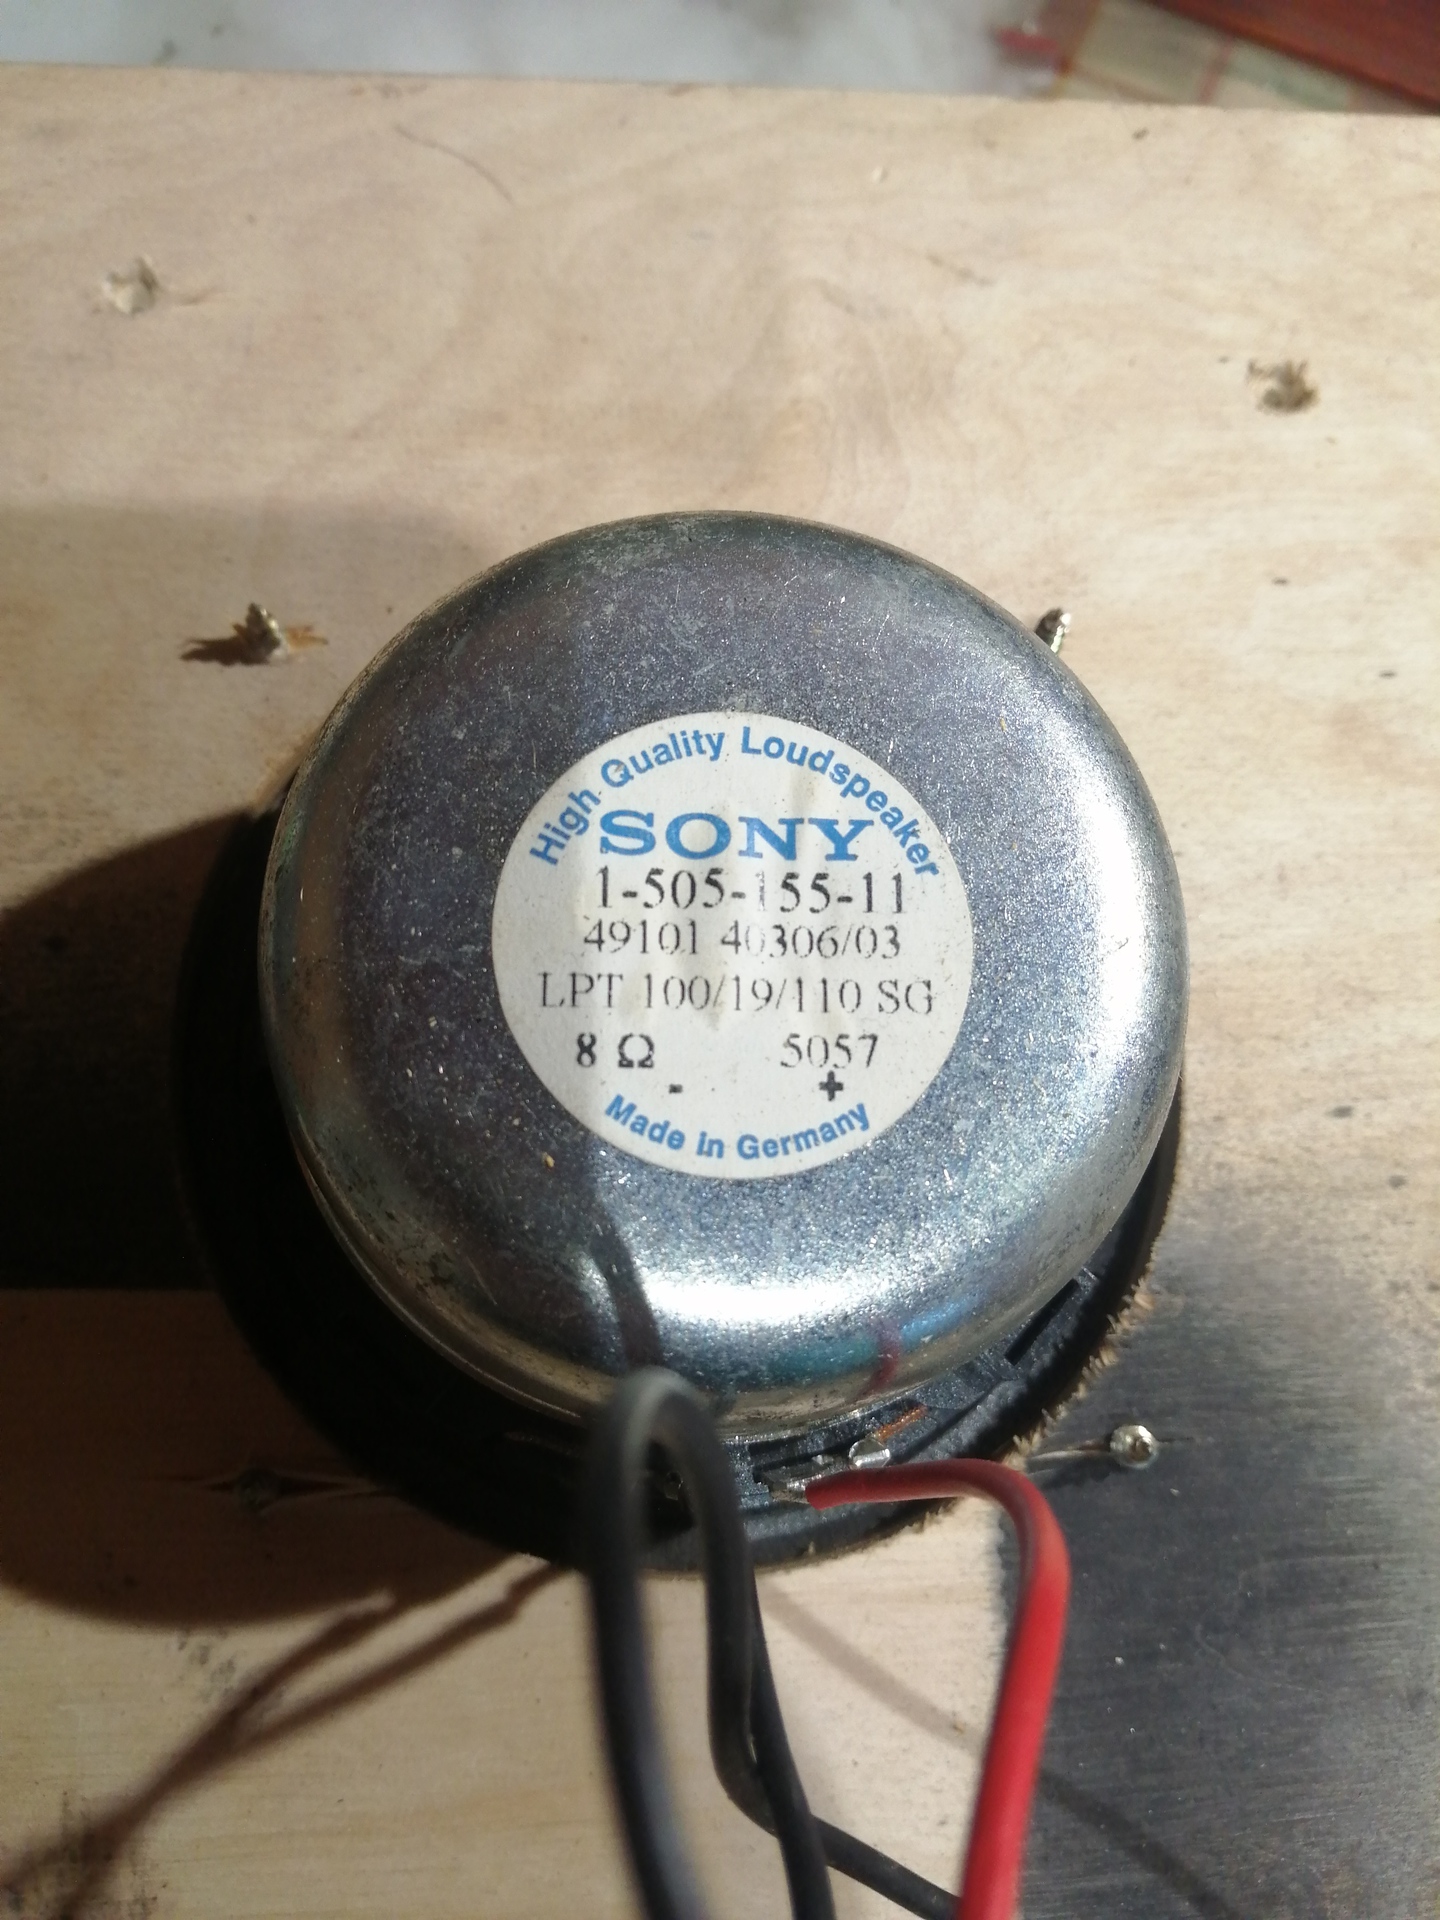 High Quality Loudspeaker
SONY
1-505-155-11
49101 40306/03
LPT 100/19/110 SG
8 Ω 5057
- +
Made in Germany